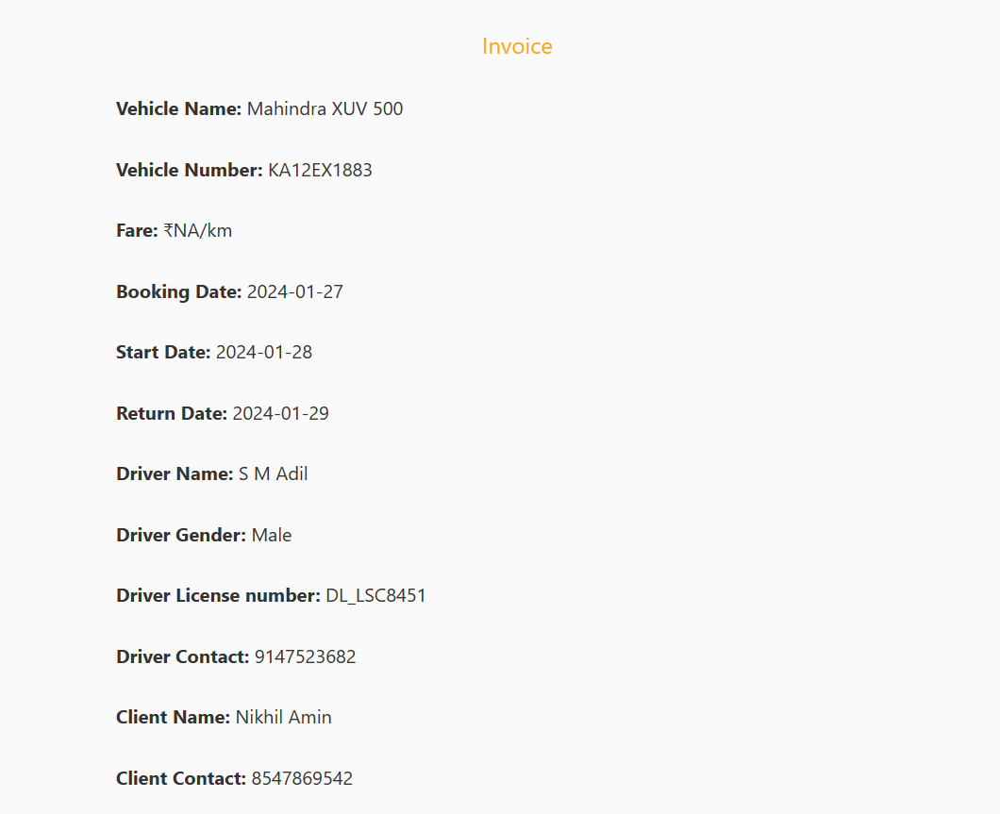 Invoice
Vehicle Name: Mahindra XUV 500
Vehicle Number: KA12EX1883
Fare: ₹NA/km
Booking Date: 2024-01-27
Start Date: 2024-01-28
Return Date: 2024-01-29
Driver Name: S M Adil
Driver Gender: Male
Driver License number: DL_LSC8451
Driver Contact: 9147523682
Client Name: Nikhil Amin
Client Contact: 8547869542